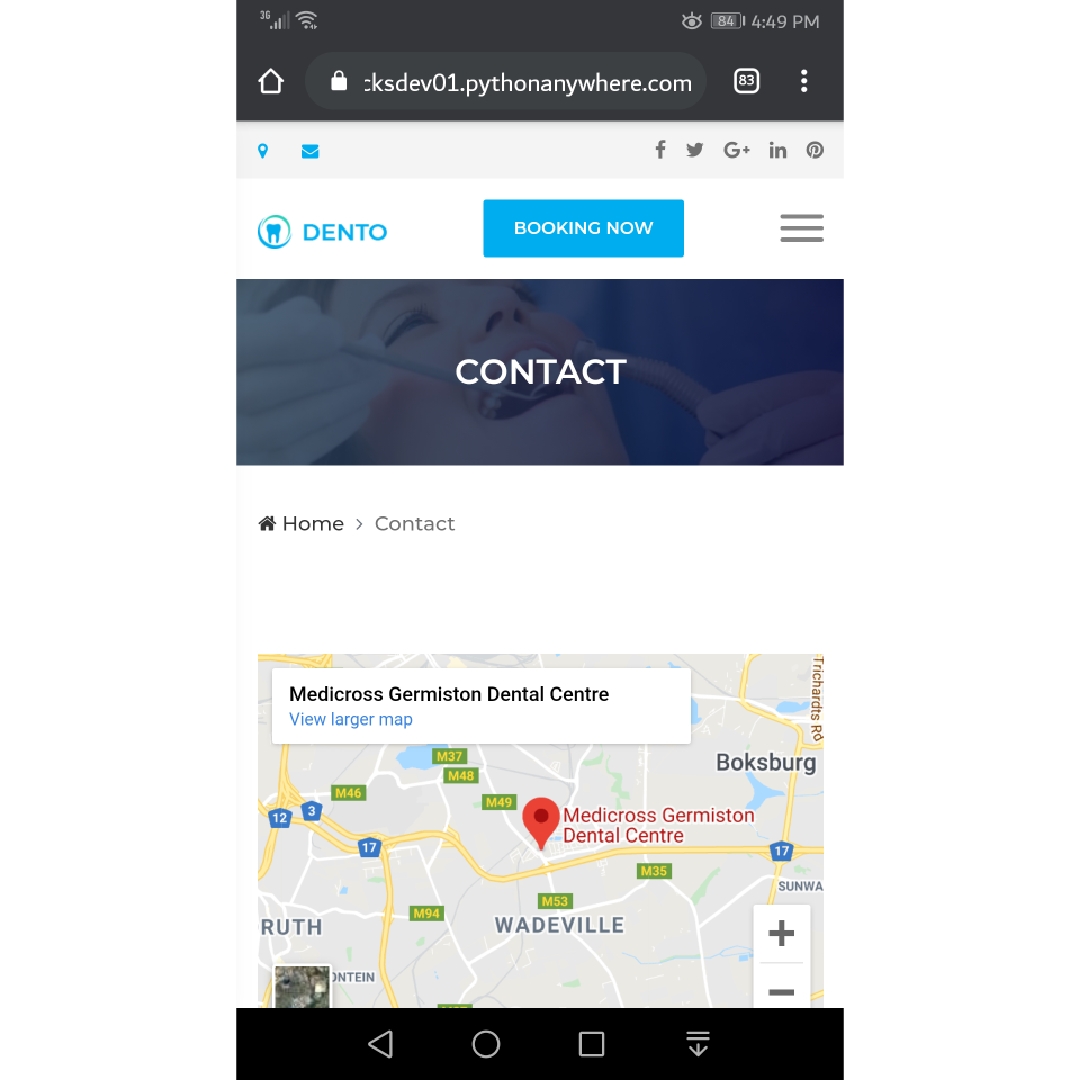 3G 84 4:49 PM
cksdev01.pythonanywhere.com 83
f G+ in
DENTO BOOKING NOW
CONTACT
Home > Contact
Medicross Germiston Dental Centre
View larger map
Trichardts Rd
Boksburg
M37
M48
M46
M49
12 3
Medicross Germiston
Dental Centre
17
17
M35
SUNWA
M53
M94
WADEVILLE
RUTH
+
ONTEIN
−